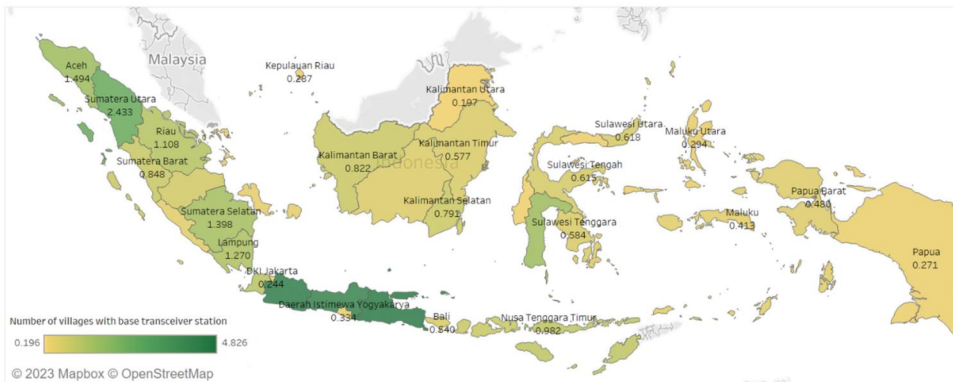 Aceh
1.494
Malaysia
Kepulauan Riau
0.287
Sumatera Utara
2.433
Kalimantan Utara
0.197
Riau
1.108
Sumatera Barat
0.848
Kalimantan Barat
0.822
Indonesia
Kalimantan Timur
0.577
Kalimantan Selatan
0.791
Sulawesi Utara
0.618
Maluku Utara
0.294
Sulawesi Tengah
0.615
Sulawesi Tenggara
0.584
Papua Barat
0.480
Maluku
0.413
Papua
0.271
Sumatera Selatan
1.398
Lampung
1.270
DKI Jakarta
0.244
Daerah Istimewa Yogyakarya
0.334
Bali
0.540
Nusa Tenggara Timur
0.982
Number of villages with base transceiver station
0.196
4.826
© 2023 Mapbox © OpenStreetMap